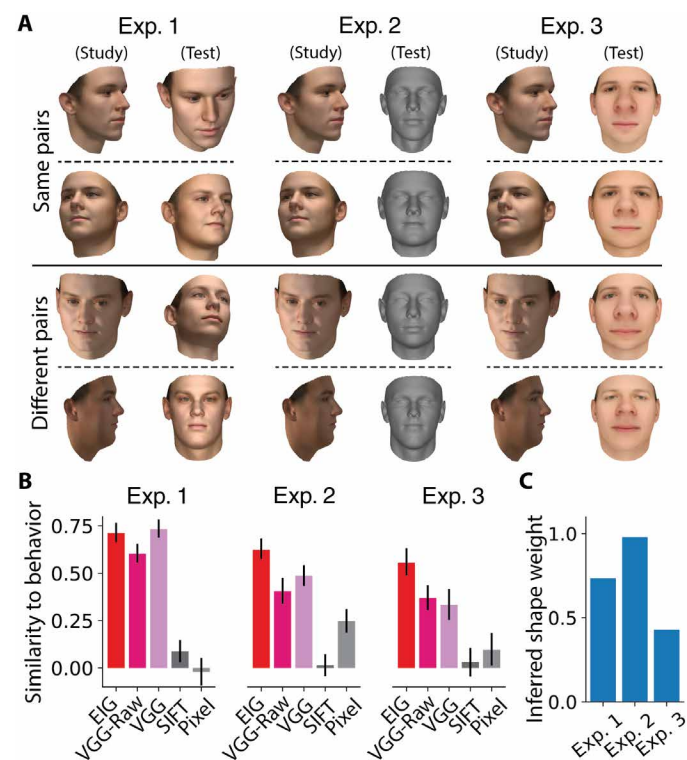 A
Exp. 1 Exp. 2 Exp. 3
(Study) (Test) (Study) (Test) (Study) (Test)
Same pairs
Different pairs
B
C
Exp. 1 Exp. 2 Exp. 3
Similarity to behavior
0.75
0.50
0.25
0.00
EIG
VGG-Raw
VGG
SIFT
Pixel
EIG
VGG-Raw
VGG
SIFT
Pixel
EIG
VGG-Raw
VGG
SIFT
Pixel
Inferred shape weight
1.0
0.5
0.0
Exp. 1
Exp. 2
Exp. 3